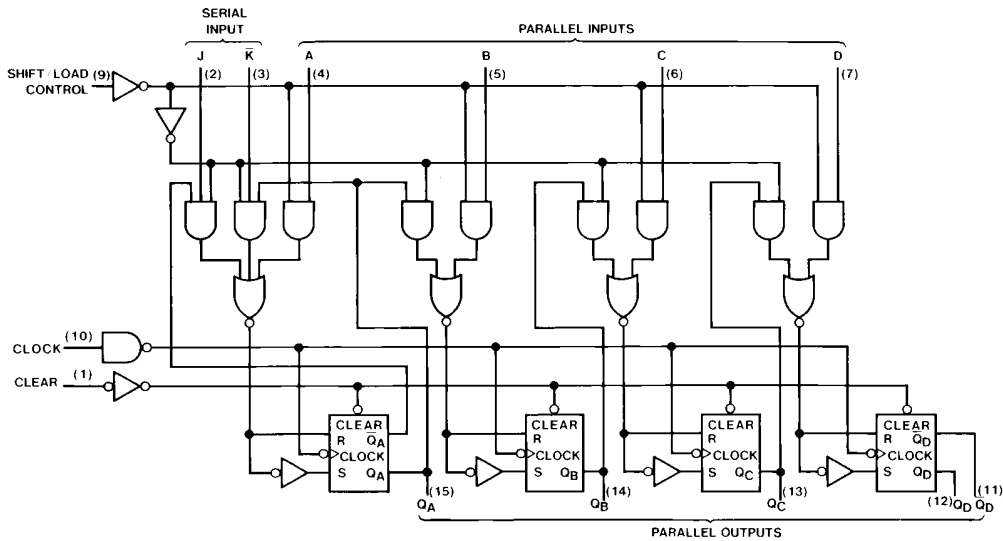 SERIAL
INPUT
PARALLEL INPUTS
J K̅ A B C D
SHIFT/LOAD
CONTROL
(9) (2) (3) (4) (5) (6) (7)
CLOCK (10)
CLEAR (1)
CLEAR CLEAR CLEAR CLEAR
R Q̅A R R R Q̅D
CLOCK CLOCK CLOCK CLOCK
S QA S QB S QC S QD
(15) (14) (13) (12) (11)
QA QB QC QD Q̅D
PARALLEL OUTPUTS